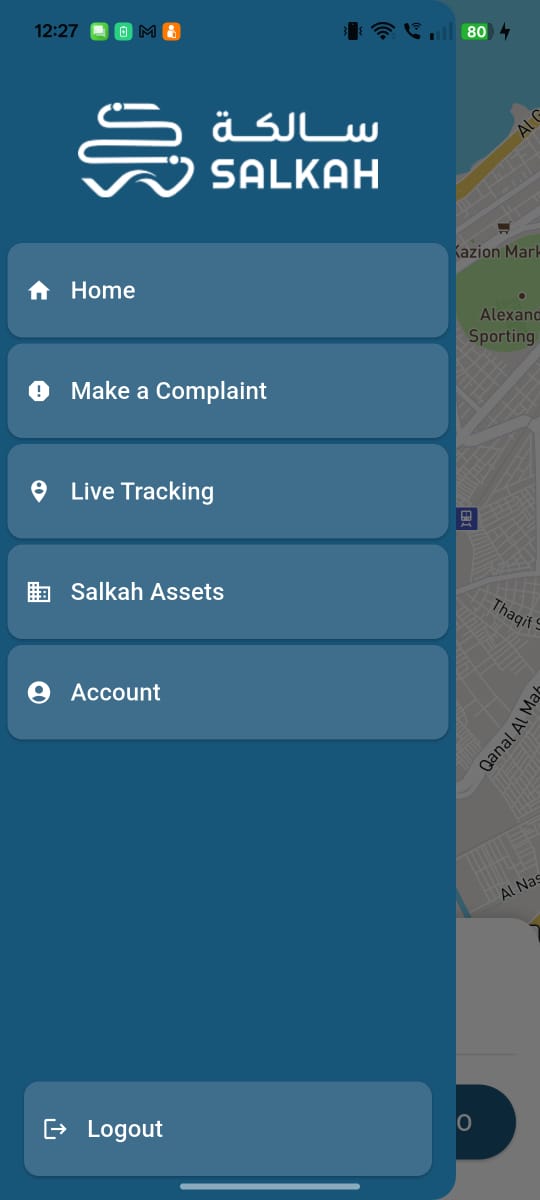 12:27
80
سالكة
SALKAH
Home
Make a Complaint
Live Tracking
Salkah Assets
Account
Logout
Kazion Mark
Alexand
Sporting
Thaqif S
Qanal Al Mah
Al Nas
Al G
O